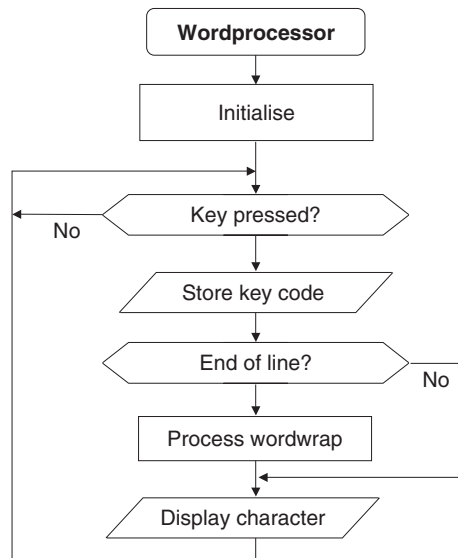 Wordprocessor
Initialise
Key pressed?
No
Store key code
End of line?
No
Process wordwrap
Display character